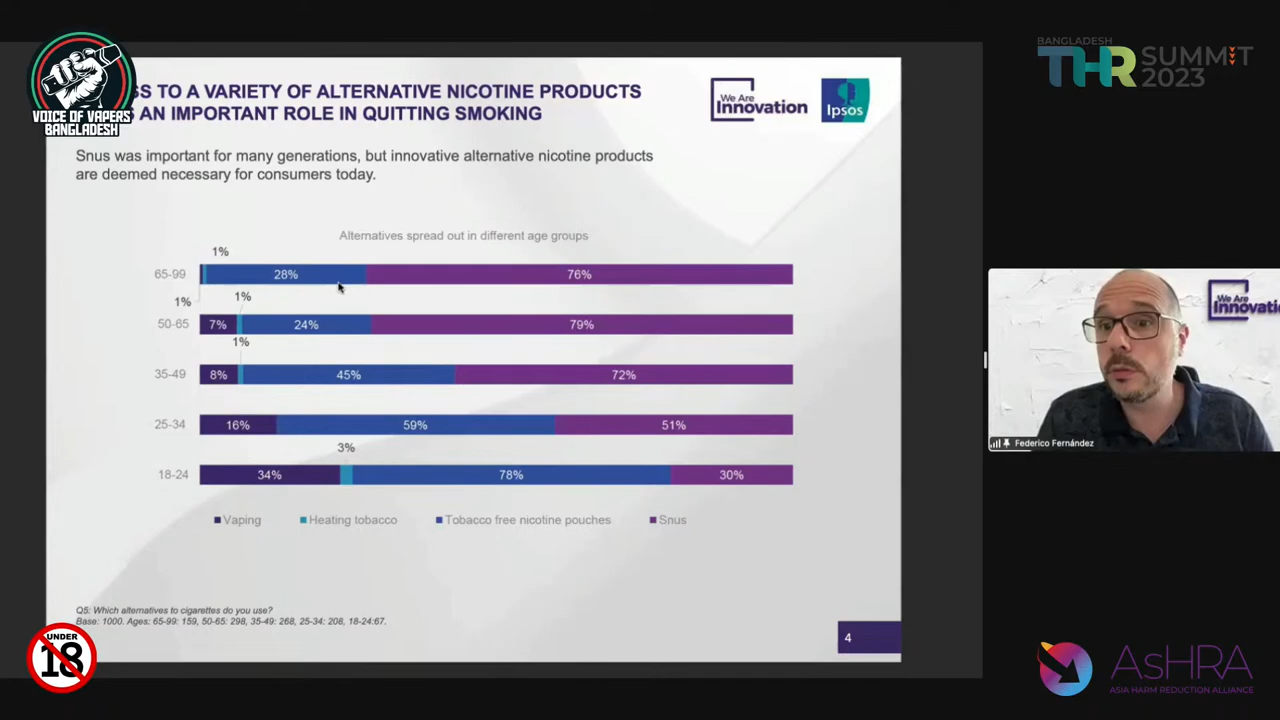 VOICE OF VAPERS
BANGLADESH
BANGLADESH
THR SUMMIT
2023
SS TO A VARIETY OF ALTERNATIVE NICOTINE PRODUCTS
S AN IMPORTANT ROLE IN QUITTING SMOKING
We Are
Innovation
Ipsos
Snus was important for many generations, but innovative alternative nicotine products
are deemed necessary for consumers today.
Alternatives spread out in different age groups
1%
65-99 28% 76%
1% 1%
50-65 7% 24% 79%
1%
35-49 8% 45% 72%
25-34 16% 59% 51%
3%
18-24 34% 78% 30%
Vaping Heating tobacco Tobacco free nicotine pouches Snus
Q5: Which alternatives to cigarettes do you use?
Base: 1000. Ages: 65-99: 159, 50-65: 298, 35-49: 268, 25-34: 208, 18-24:67.
4
We Are
Innovati
Federico Fernández
UNDER
18
AsHRA
ASIA HARM REDUCTION ALLIANCE